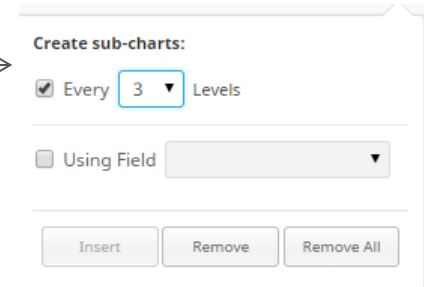 Create sub-charts:
Every 3 Levels
Using Field
Insert Remove Remove All